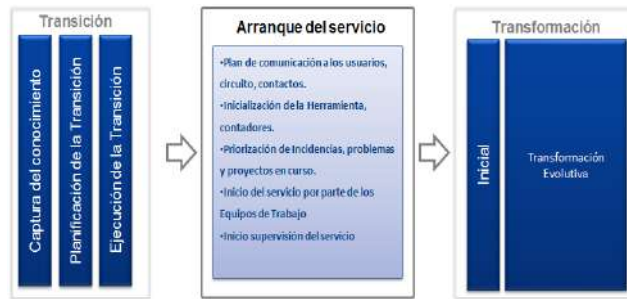 Transición
Captura del conocimiento
Planificación de la Transición
Ejecución de la Transición
Arranque del servicio
•Plan de comunicación a los usuarios,
circuito, contactos.
•Inicialización de la Herramienta,
contadores.
•Priorización de Incidencias, problemas
y proyectos en curso.
•Inicio del servicio por parte de los
Equipos de Trabajo
•Inicio supervisión del servicio
Transformación
Inicial
Transformación
Evolutiva